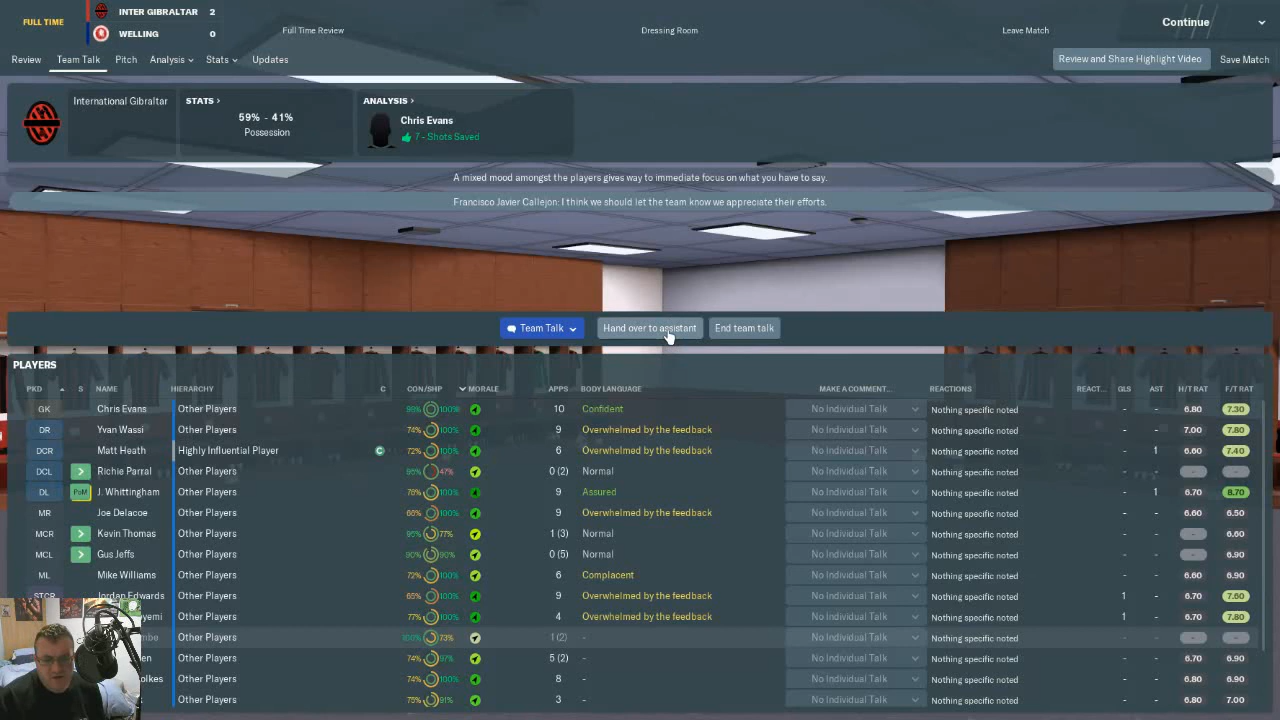 FULL TIME
INTER GIBRALTAR 2
WELLING 0
Full Time Review
Dressing Room
Leave Match
Continue
Review Team Talk Pitch Analysis Stats Updates
Review and Share Highlight Video
Save Match
International Gibraltar
STATS
59% - 41%
Possession
ANALYSIS
Chris Evans
7 - Shots Saved
A mixed mood amongst the players gives way to immediate focus on what you have to say.
Francisco Javier Callejon: I think we should let the team know we appreciate their efforts.
Team Talk Hand over to assistant End team talk
PLAYERS
PKD S NAME HIERARCHY C CON/SHP MORALE APPS BODY LANGUAGE MAKE A COMMENT... REACTIONS REACT... GLS AST H/T RAT F/T RAT
GK Chris Evans Other Players 98% 100% 10 Confident No Individual Talk Nothing specific noted - - 6.80 7.30
DR Yvan Wassi Other Players 74% 100% 9 Overwhelmed by the feedback No Individual Talk Nothing specific noted - - 7.00 7.80
DCR Matt Heath Highly Influential Player C 72% 100% 6 Overwhelmed by the feedback No Individual Talk Nothing specific noted - 1 6.60 7.40
DCL Richie Parral Other Players 95% 47% 0 (2) Normal No Individual Talk Nothing specific noted - - - -
DL PoM J. Whittingham Other Players 78% 100% 9 Assured No Individual Talk Nothing specific noted - 1 6.70 8.70
MR Joe Delacoe Other Players 66% 100% 9 Overwhelmed by the feedback No Individual Talk Nothing specific noted - - 6.70 6.50
MCR Kevin Thomas Other Players 95% 77% 1 (3) Normal No Individual Talk Nothing specific noted - - - 6.60
MCL Gus Jeffs Other Players 90% 90% 0 (5) Normal No Individual Talk Nothing specific noted - - - 6.90
ML Mike Williams Other Players 72% 100% 6 Complacent No Individual Talk Nothing specific noted - - 6.60 6.90
STCR Jordan Edwards Other Players 65% 100% 9 Overwhelmed by the feedback No Individual Talk Nothing specific noted 1 - 6.60
Other Players 77% 100% 4 Overwhelmed by the feedback No Individual Talk Nothing specific noted 1 - 6.60 7.80
Other Players 100% 73% 1 (2) - No Individual Talk Nothing specific noted - - - -
Other Players 74% 97% 5 (2) - No Individual Talk Nothing specific noted - - 6.70 6.90
Other Players 74% 100% 8 - No Individual Talk Nothing specific noted - - 6.80 6.90
Other Players 75% 91% 3 - No Individual Talk Nothing specific noted - - 6.80 7.00